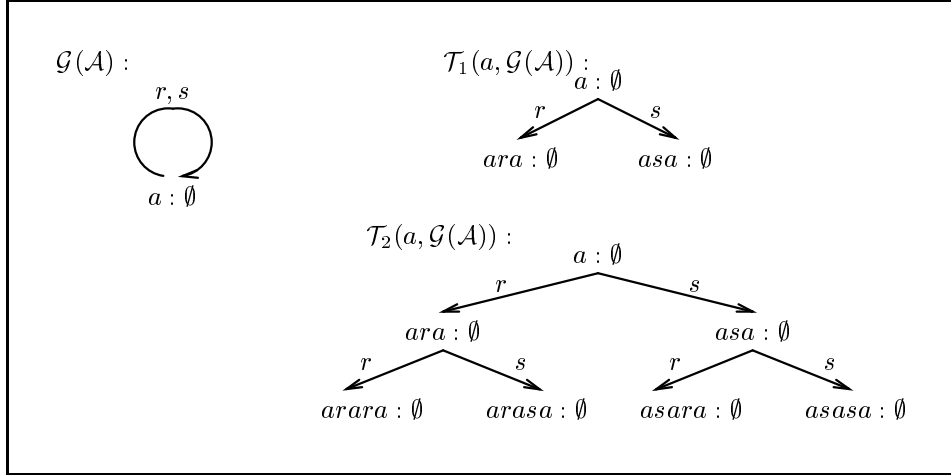 𝒢(𝒜) :
r, s
a : ∅
𝒯₁(a, 𝒢(𝒜)) :
a : ∅
r s
ara : ∅ asa : ∅
𝒯₂(a, 𝒢(𝒜)) :
a : ∅
r s
ara : ∅ asa : ∅
r s r s
arara : ∅ arasa : ∅ asara : ∅ asasa : ∅